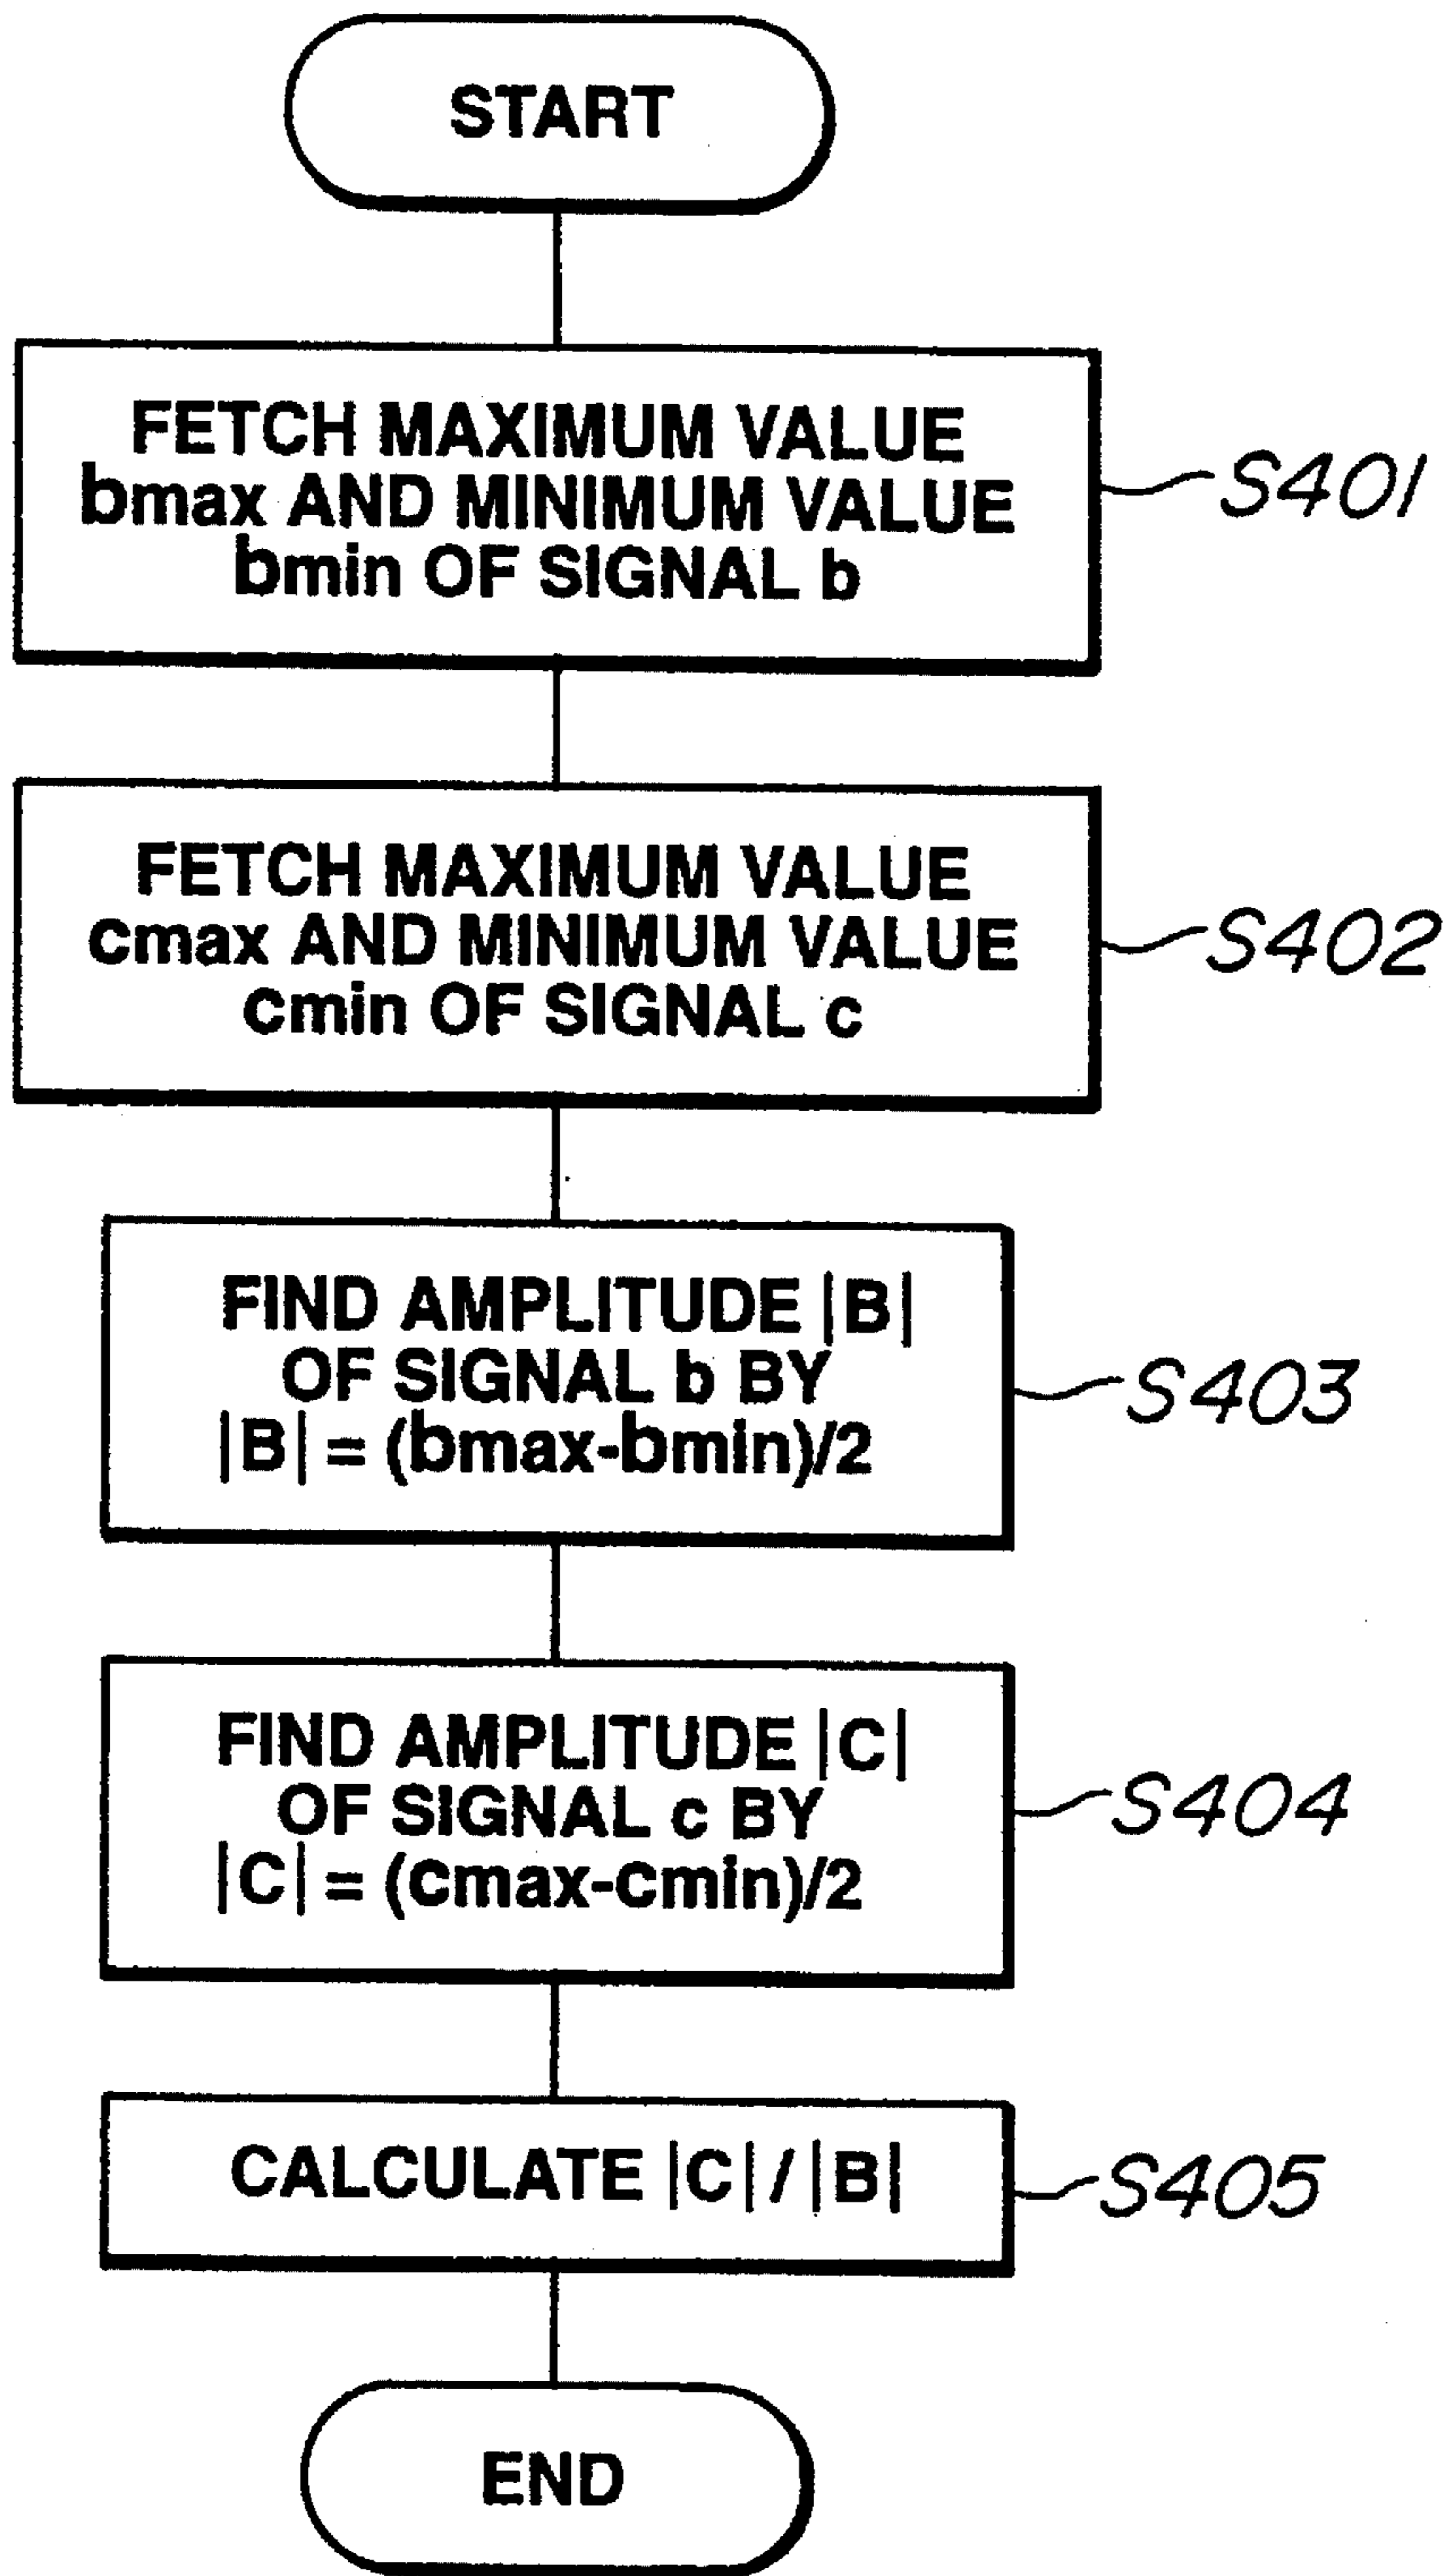 START
FETCH MAXIMUM VALUE
bmax AND MINIMUM VALUE
bmin OF SIGNAL b
S401
FETCH MAXIMUM VALUE
cmax AND MINIMUM VALUE
cmin OF SIGNAL c
S402
FIND AMPLITUDE |B|
OF SIGNAL b BY
|B| = (bmax-bmin)/2
S403
FIND AMPLITUDE |C|
OF SIGNAL c BY
|C| = (cmax-cmin)/2
S404
CALCULATE |C| / |B|
S405
END